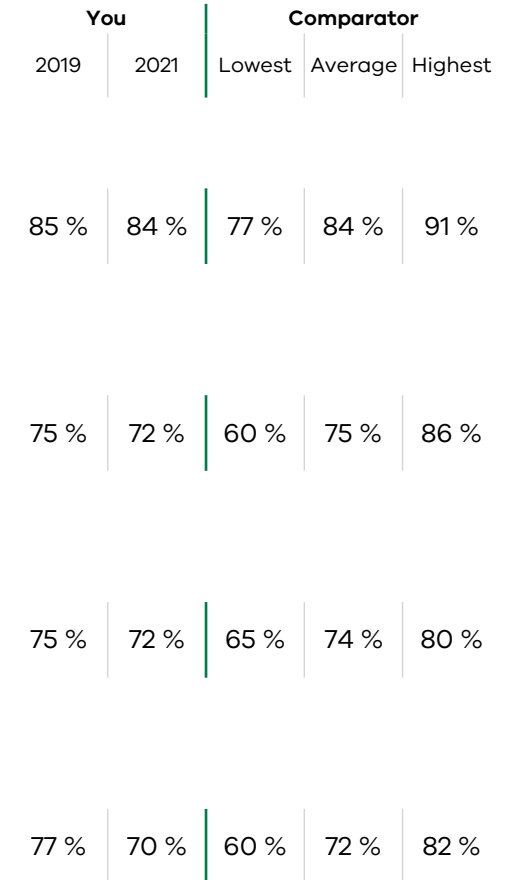 You Comparator
2019 2021 Lowest Average Highest
85 % 84 % 77 % 84 % 91 %
75 % 72 % 60 % 75 % 86 %
75 % 72 % 65 % 74 % 80 %
77 % 70 % 60 % 72 % 82 %